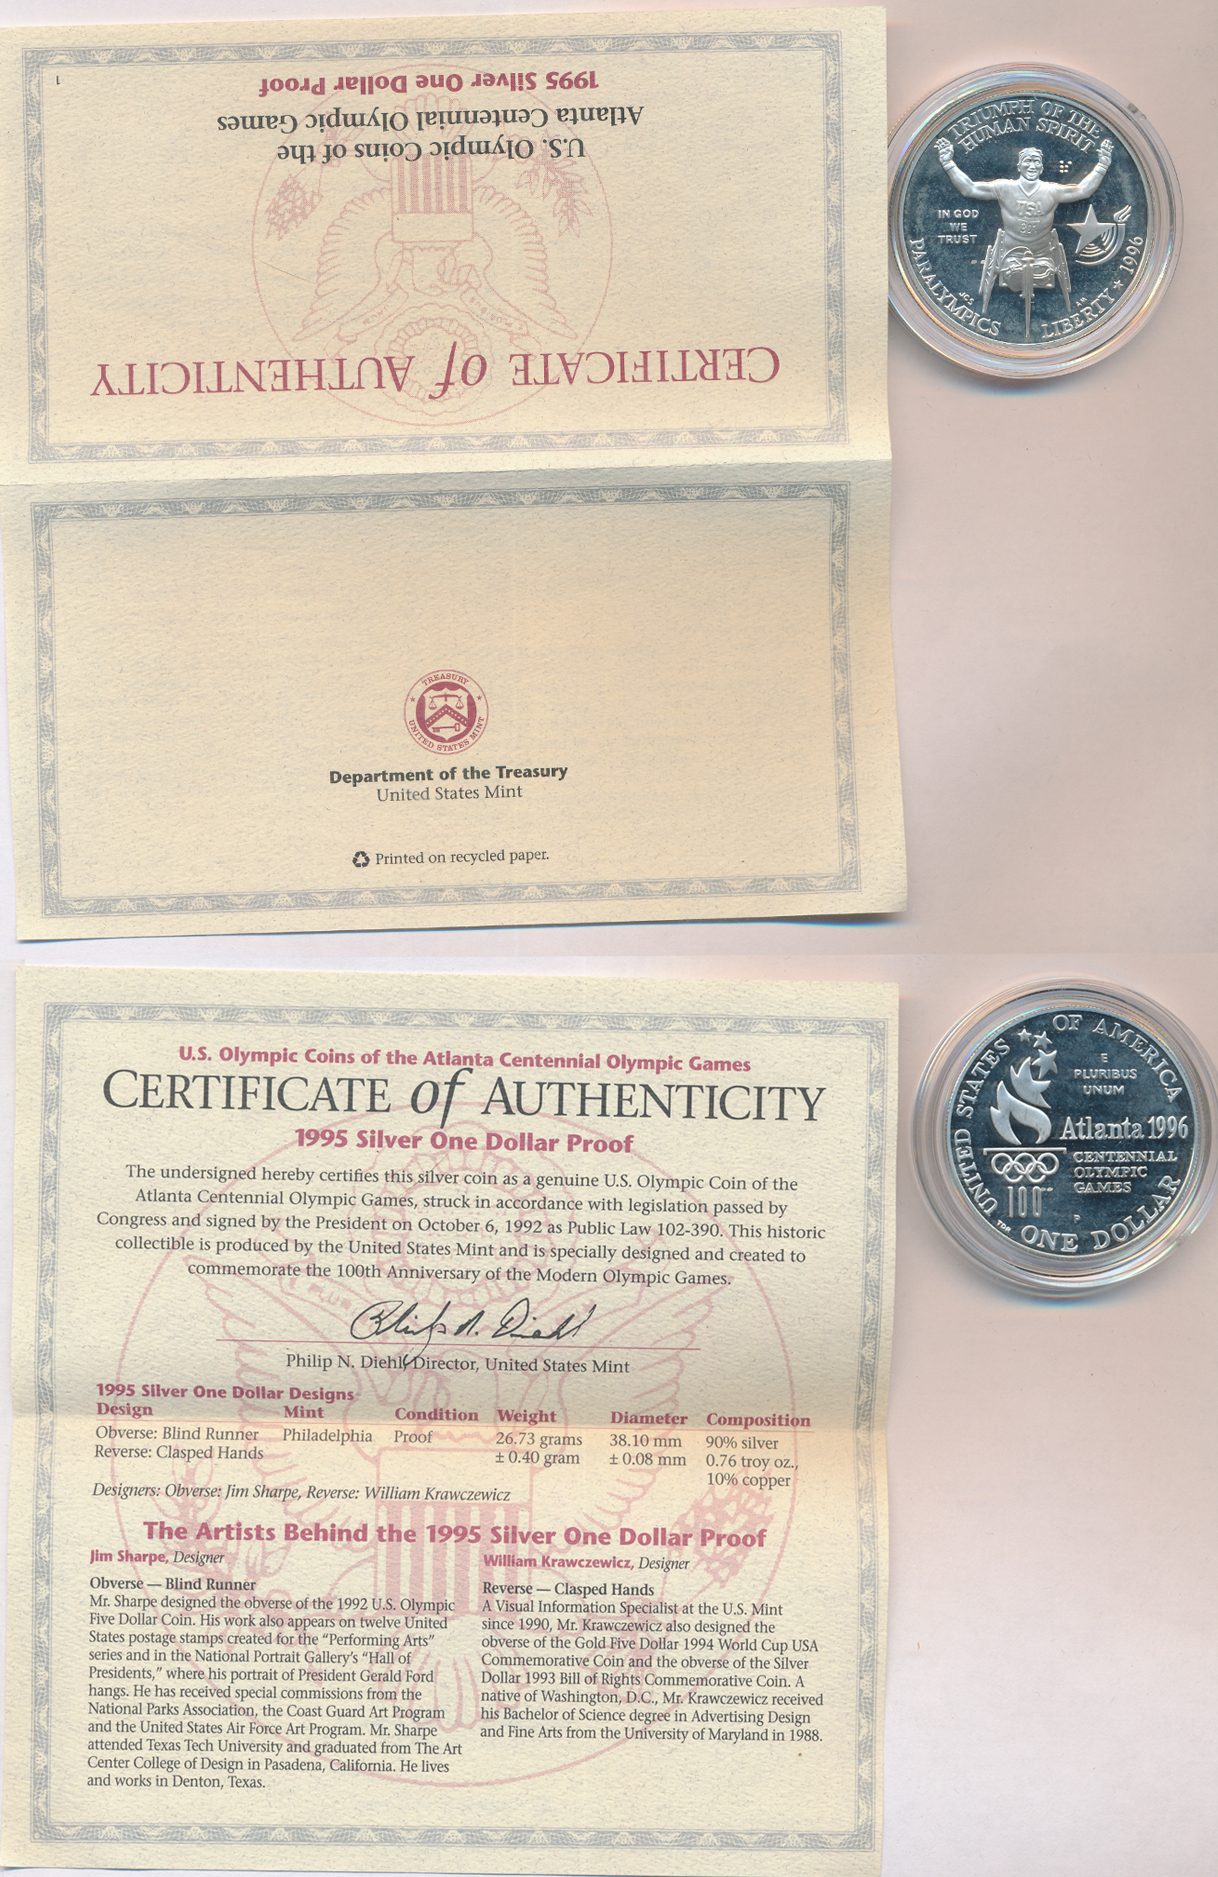 1
1995 Silver One Dollar Proof
Atlanta Centennial Olympic Games
U.S. Olympic Coins of the
CERTIFICATE of AUTHENTICITY
TRIUMPH OF THE
HUMAN SPIRIT
IN GOD
WE
TRUST
USA
PARALYMPICS
LIBERTY ★ 1996
TREASURY
UNITED STATES MINT
Department of the Treasury
United States Mint
Printed on recycled paper.
U.S. Olympic Coins of the Atlanta Centennial Olympic Games
CERTIFICATE of AUTHENTICITY
1995 Silver One Dollar Proof
The undersigned hereby certifies this silver coin as a genuine U.S. Olympic Coin of the
Atlanta Centennial Olympic Games, struck in accordance with legislation passed by
Congress and signed by the President on October 6, 1992 as Public Law 102-390. This historic
collectible is produced by the United States Mint and is specially designed and created to
commemorate the 100th Anniversary of the Modern Olympic Games.
Philip N. Diehl
Philip N. Diehl, Director, United States Mint
1995 Silver One Dollar Designs
Design Mint Condition Weight Diameter Composition
Obverse: Blind Runner Philadelphia Proof 26.73 grams 38.10 mm 90% silver
Reverse: Clasped Hands ± 0.40 gram ± 0.08 mm 0.76 troy oz.,
10% copper
Designers: Obverse: Jim Sharpe, Reverse: William Krawczewicz
The Artists Behind the 1995 Silver One Dollar Proof
Jim Sharpe, Designer
Obverse — Blind Runner
Mr. Sharpe designed the obverse of the 1992 U.S. Olympic
Five Dollar Coin. His work also appears on twelve United
States postage stamps created for the “Performing Arts”
series and in the National Portrait Gallery’s “Hall of
Presidents,” where his portrait of President Gerald Ford
hangs. He has received special commissions from the
National Parks Association, the Coast Guard Art Program
and the United States Air Force Art Program. Mr. Sharpe
attended Texas Tech University and graduated from The Art
Center College of Design in Pasadena, California. He lives
and works in Denton, Texas.
William Krawczewicz, Designer
Reverse — Clasped Hands
A Visual Information Specialist at the U.S. Mint
since 1990, Mr. Krawczewicz also designed the
obverse of the Gold Five Dollar 1994 World Cup USA
Commemorative Coin and the obverse of the Silver
Dollar 1993 Bill of Rights Commemorative Coin. A
native of Washington, D.C., Mr. Krawczewicz received
his Bachelor of Science degree in Advertising Design
and Fine Arts from the University of Maryland in 1988.
UNITED STATES OF AMERICA
E
PLURIBUS
UNUM
Atlanta 1996
CENTENNIAL
OLYMPIC
GAMES
100
P
ONE DOLLAR